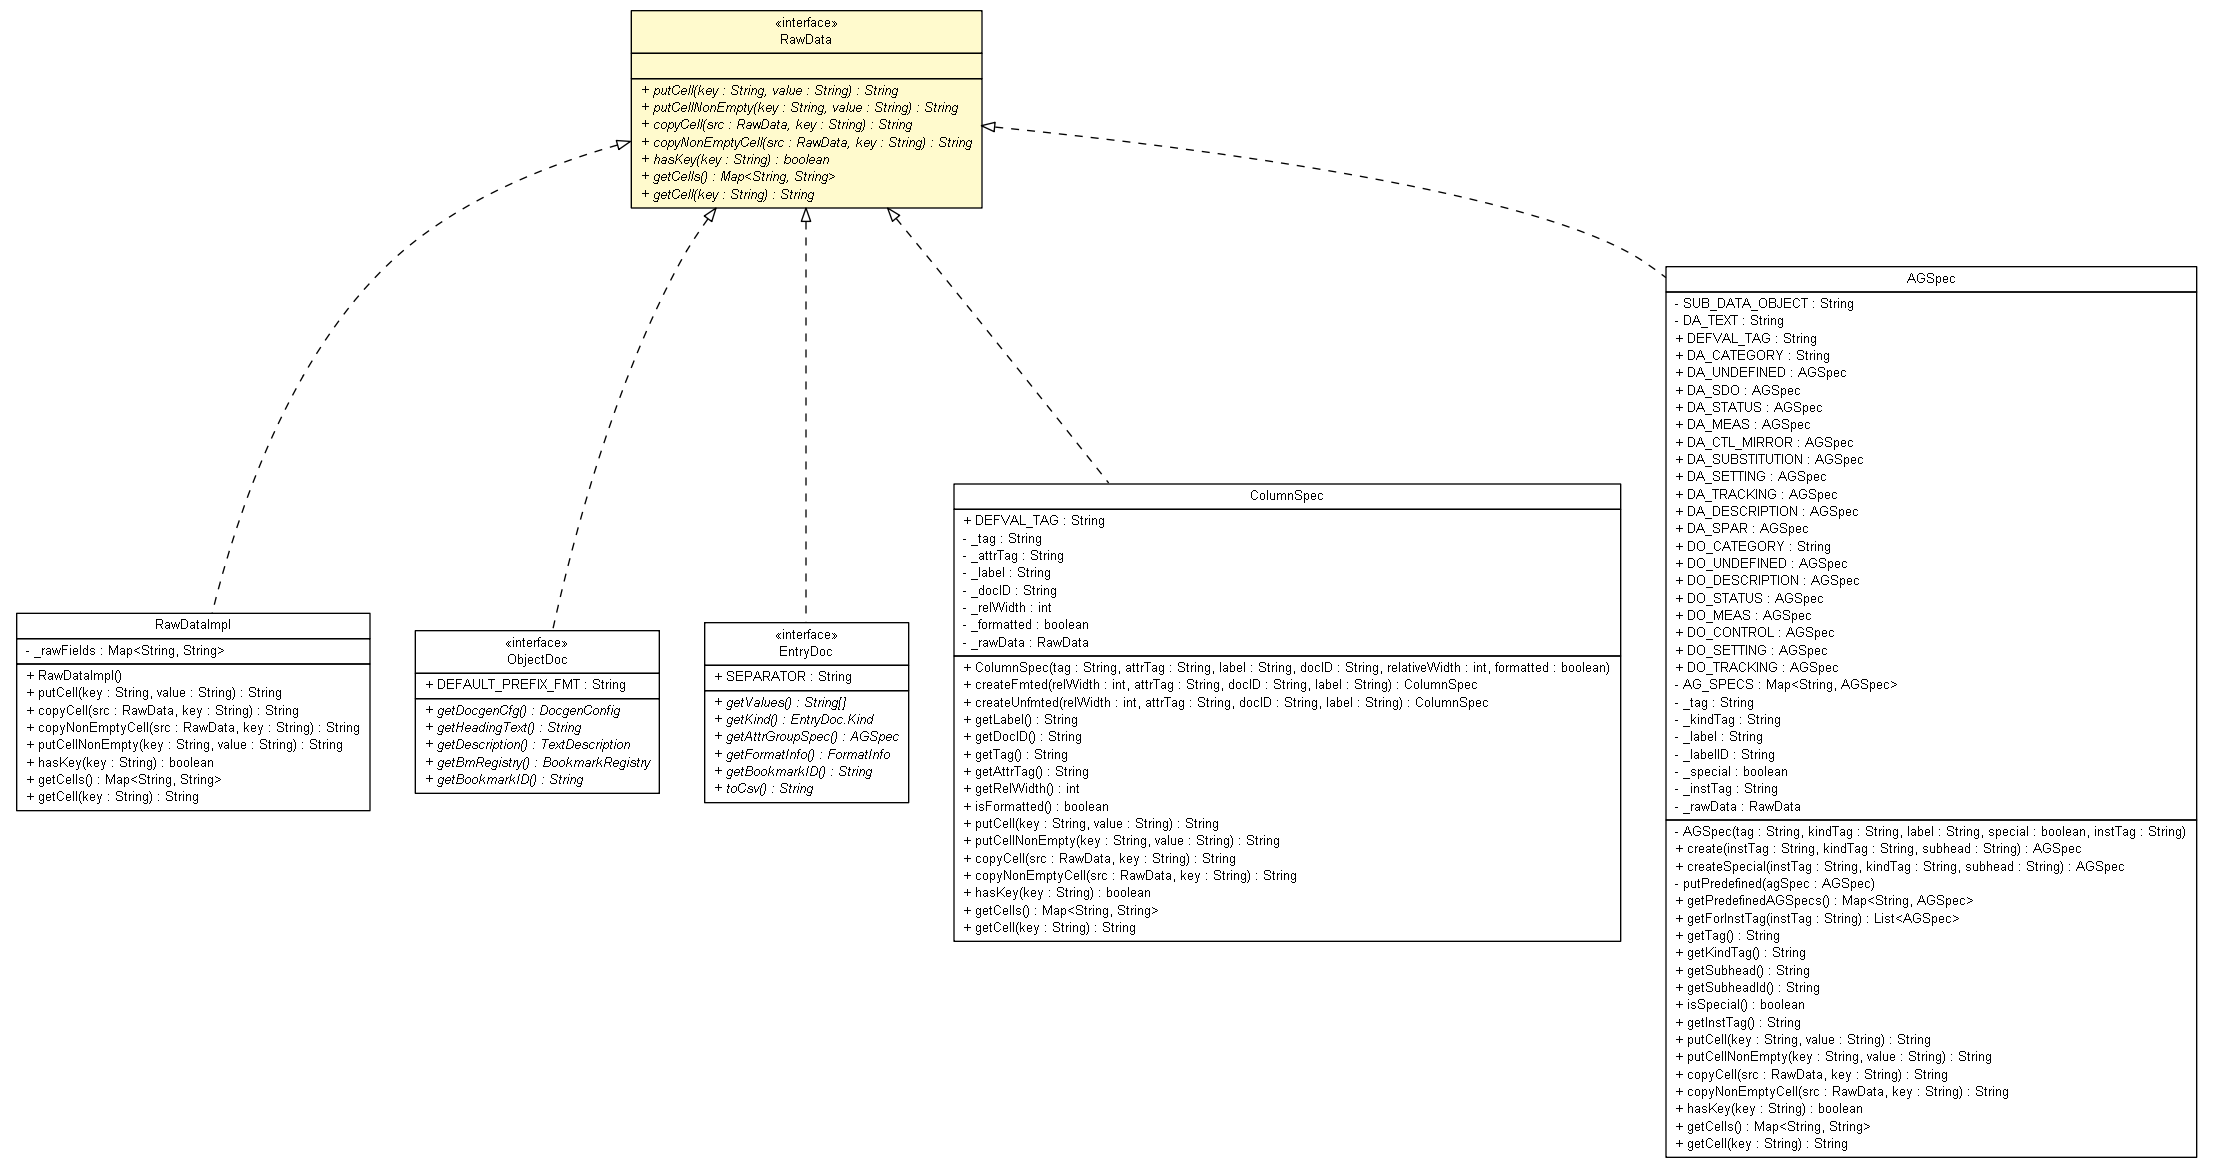 «interface»
RawData
+ putCell(key : String, value : String) : String
+ putCellNonEmpty(key : String, value : String) : String
+ copyCell(src : RawData, key : String) : String
+ copyNonEmptyCell(src : RawData, key : String) : String
+ hasKey(key : String) : boolean
+ getCells() : Map<String, String>
+ getCell(key : String) : String
RawDataImpl
- _rawFields : Map<String, String>
+ RawDataImpl()
+ putCell(key : String, value : String) : String
+ copyCell(src : RawData, key : String) : String
+ copyNonEmptyCell(src : RawData, key : String) : String
+ putCellNonEmpty(key : String, value : String) : String
+ hasKey(key : String) : boolean
+ getCells() : Map<String, String>
+ getCell(key : String) : String
«interface»
ObjectDoc
+ DEFAULT_PREFIX_FMT : String
+ getDocgenCfg() : DocgenConfig
+ getHeadingText() : String
+ getDescription() : TextDescription
+ getBmRegistry() : BookmarkRegistry
+ getBookmarkID() : String
«interface»
EntryDoc
+ SEPARATOR : String
+ getValues() : String[]
+ getKind() : EntryDoc.Kind
+ getAttrGroupSpec() : AGSpec
+ getFormatInfo() : FormatInfo
+ getBookmarkID() : String
+ toCsv() : String
ColumnSpec
+ DEFVAL_TAG : String
- _tag : String
- _attrTag : String
- _label : String
- _docID : String
- _relWidth : int
- _formatted : boolean
- _rawData : RawData
+ ColumnSpec(tag : String, attrTag : String, label : String, docID : String, relativeWidth : int, formatted : boolean)
+ createFmted(relWidth : int, attrTag : String, docID : String, label : String) : ColumnSpec
+ createUnfmted(relWidth : int, attrTag : String, docID : String, label : String) : ColumnSpec
+ getLabel() : String
+ getDocID() : String
+ getTag() : String
+ getAttrTag() : String
+ getRelWidth() : int
+ isFormatted() : boolean
+ putCell(key : String, value : String) : String
+ putCellNonEmpty(key : String, value : String) : String
+ copyCell(src : RawData, key : String) : String
+ copyNonEmptyCell(src : RawData, key : String) : String
+ hasKey(key : String) : boolean
+ getCells() : Map<String, String>
+ getCell(key : String) : String
AGSpec
- SUB_DATA_OBJECT : String
- DA_TEXT : String
+ DEFVAL_TAG : String
+ DA_CATEGORY : String
+ DA_UNDEFINED : AGSpec
+ DA_SDO : AGSpec
+ DA_STATUS : AGSpec
+ DA_MEAS : AGSpec
+ DA_CTL_MIRROR : AGSpec
+ DA_SUBSTITUTION : AGSpec
+ DA_SETTING : AGSpec
+ DA_TRACKING : AGSpec
+ DA_DESCRIPTION : AGSpec
+ DA_SPAR : AGSpec
+ DO_CATEGORY : String
+ DO_UNDEFINED : AGSpec
+ DO_DESCRIPTION : AGSpec
+ DO_STATUS : AGSpec
+ DO_MEAS : AGSpec
+ DO_CONTROL : AGSpec
+ DO_SETTING : AGSpec
+ DO_TRACKING : AGSpec
- AG_SPECS : Map<String, AGSpec>
- _tag : String
- _kindTag : String
- _label : String
- _labelID : String
- _special : boolean
- _instTag : String
- _rawData : RawData
- AGSpec(tag : String, kindTag : String, label : String, special : boolean, instTag : String)
+ create(instTag : String, kindTag : String, subhead : String) : AGSpec
+ createSpecial(instTag : String, kindTag : String, subhead : String) : AGSpec
- putPredefined(agSpec : AGSpec)
+ getPredefinedAGSpecs() : Map<String, AGSpec>
+ getForInstTag(instTag : String) : List<AGSpec>
+ getTag() : String
+ getKindTag() : String
+ getSubhead() : String
+ getSubheadId() : String
+ isSpecial() : boolean
+ getInstTag() : String
+ putCell(key : String, value : String) : String
+ putCellNonEmpty(key : String, value : String) : String
+ copyCell(src : RawData, key : String) : String
+ copyNonEmptyCell(src : RawData, key : String) : String
+ hasKey(key : String) : boolean
+ getCells() : Map<String, String>
+ getCell(key : String) : String